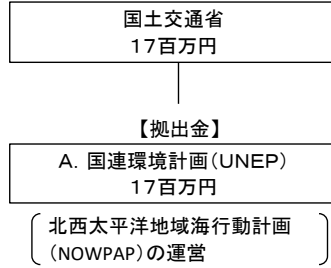 国土交通省
17百万円
【拠出金】
A．国連環境計画（UNEP）
17百万円
北西太平洋地域海行動計画
（NOWPAP）の運営